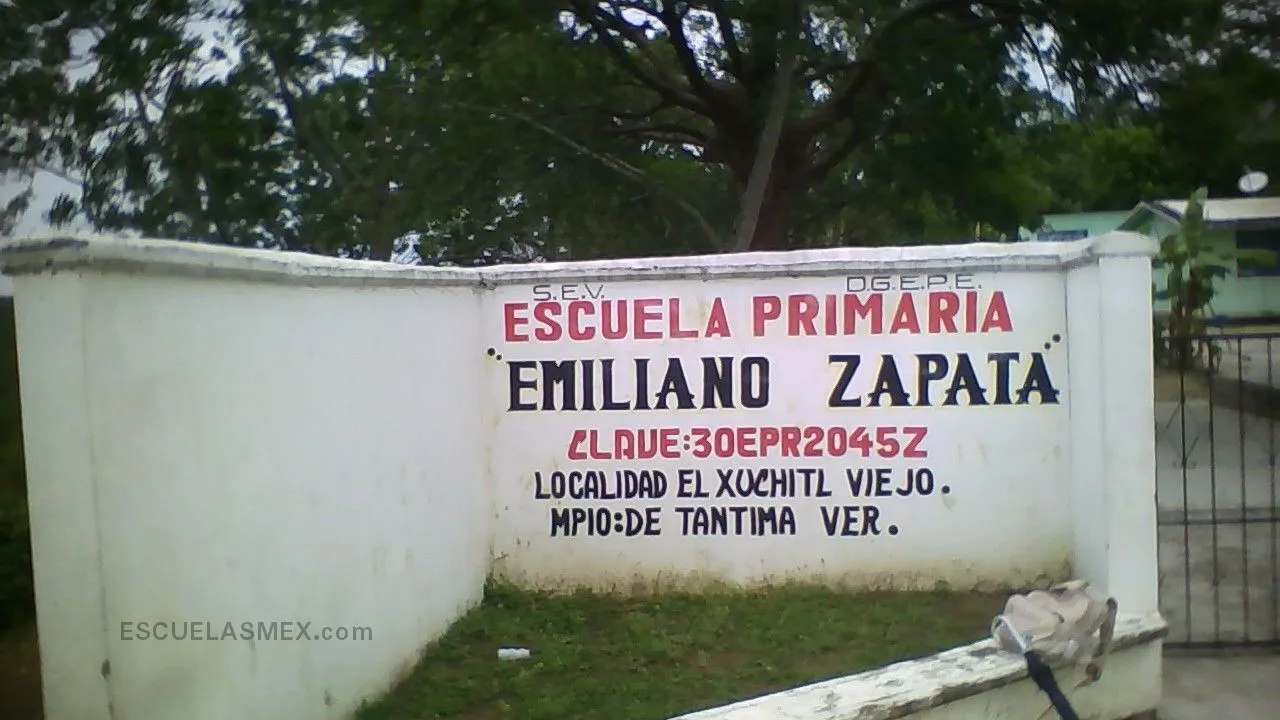 S.E.V. D.G.E.P.E.
ESCUELA PRIMARIA
"EMILIANO ZAPATA"
CLAVE:30EPR2045Z
LOCALIDAD EL XUCHITL VIEJO.
MPIO:DE TANTIMA VER.
ESCUELASMEX.com